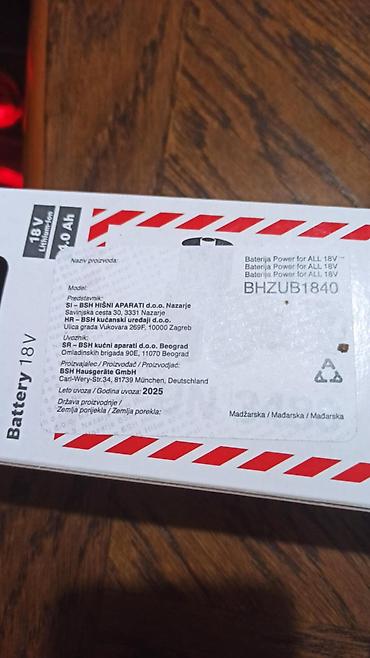 18V
Lithium-Ion
.0 Ah
Battery 18V
Naziv proizvoda:
Baterija Power for ALL 18V
Baterija Power for ALL 18V
Baterija Power for ALL 18V
Model:
BHZUB1840
Predstavnik:
SI – BSH HIŠNI APARATI d.o.o. Nazarje
Savinjska cesta 30, 3331 Nazarje
HR – BSH kućanski uređaji d.o.o.
Ulica grada Vukovara 269F, 10000 Zagreb
Uvoznik:
SR – BSH kućni aparati d.o.o. Beograd
Omladinskih brigada 90E, 11070 Beograd
Proizvajalec / Proizvođač / Proizvodjač:
BSH Hausgeräte GmbH
Carl-Wery-Str.34, 81739 München, Deutschland
Leto uvoza / Godina uvoza: 2025
Država proizvodnje /
Zemlja porijekla / Zemlja porekla:
Madžarska / Mađarska / Mađarska